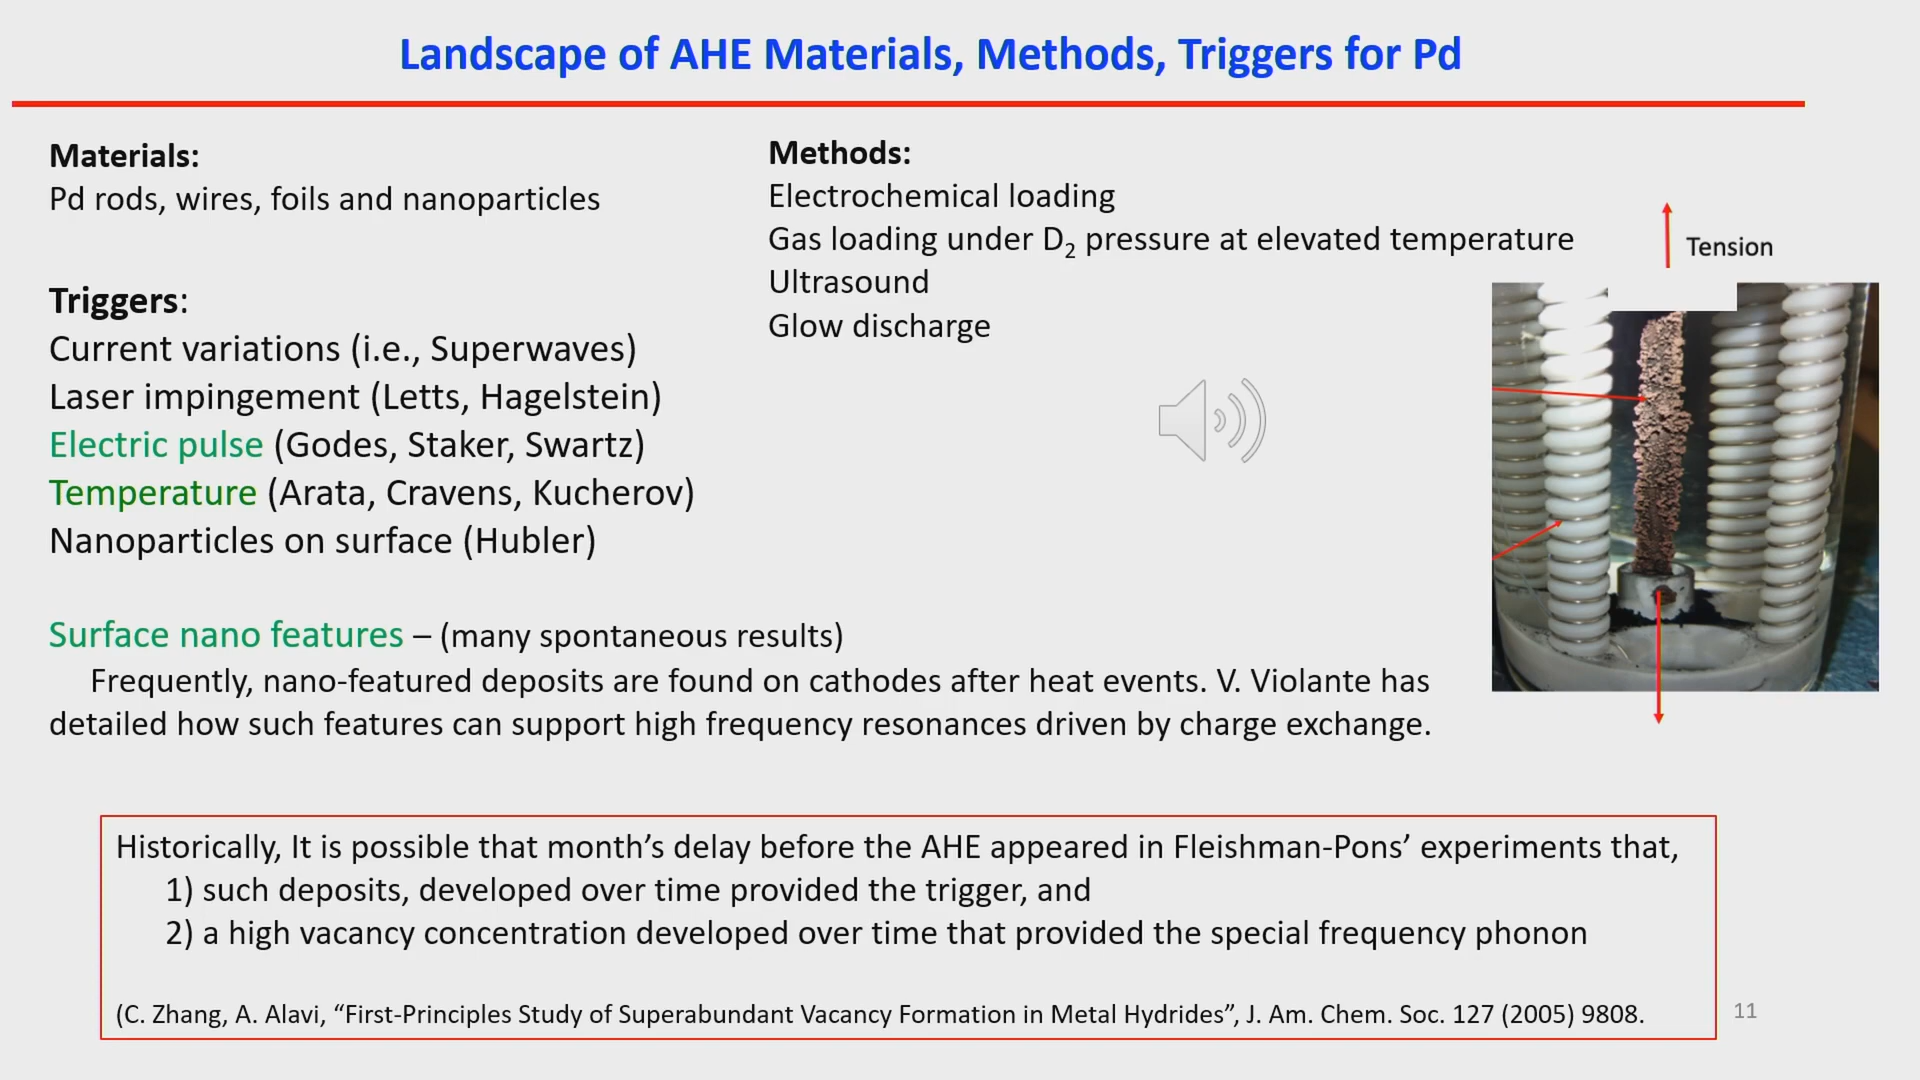 Landscape of AHE Materials, Methods, Triggers for Pd
Materials:
Pd rods, wires, foils and nanoparticles
Triggers:
Current variations (i.e., Superwaves)
Laser impingement (Letts, Hagelstein)
Electric pulse (Godes, Staker, Swartz)
Temperature (Arata, Cravens, Kucherov)
Nanoparticles on surface (Hubler)
Methods:
Electrochemical loading
Gas loading under D2 pressure at elevated temperature
Ultrasound
Glow discharge
Tension
Surface nano features – (many spontaneous results)
Frequently, nano-featured deposits are found on cathodes after heat events. V. Violante has
detailed how such features can support high frequency resonances driven by charge exchange.
Historically, It is possible that month’s delay before the AHE appeared in Fleishman-Pons’ experiments that,
1) such deposits, developed over time provided the trigger, and
2) a high vacancy concentration developed over time that provided the special frequency phonon
(C. Zhang, A. Alavi, “First-Principles Study of Superabundant Vacancy Formation in Metal Hydrides”, J. Am. Chem. Soc. 127 (2005) 9808.
11